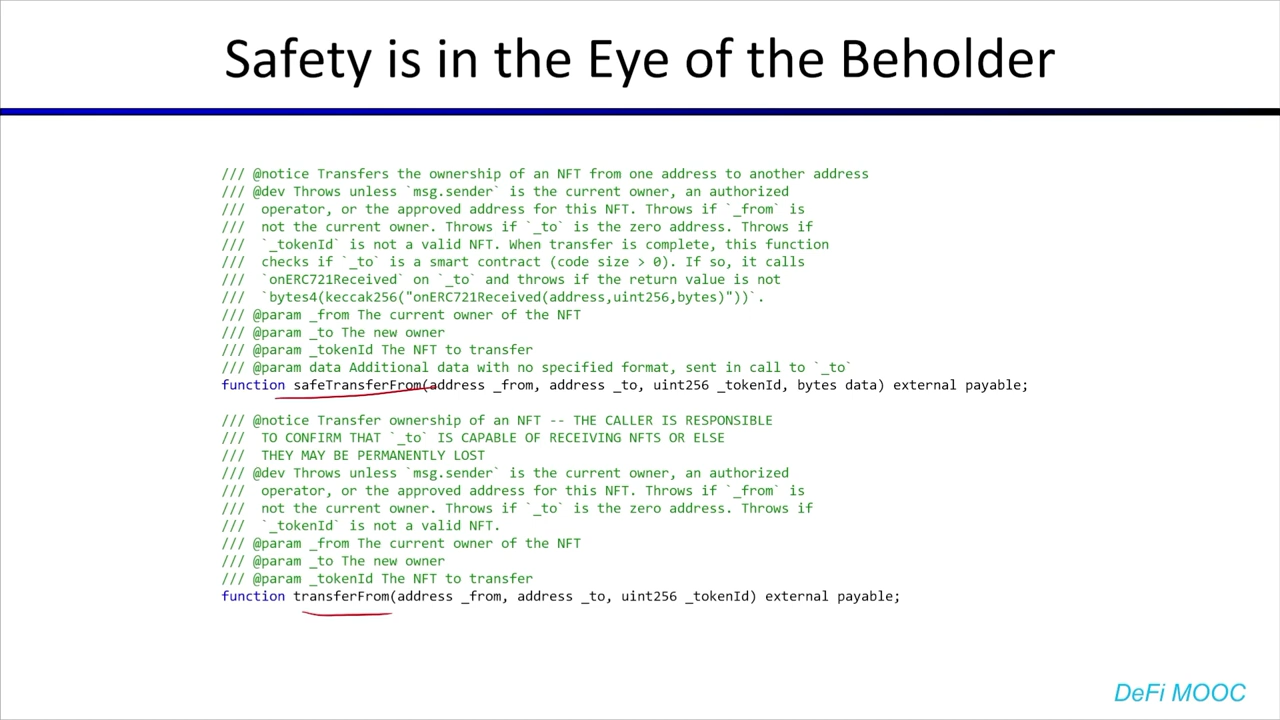 Safety is in the Eye of the Beholder
/// @notice Transfers the ownership of an NFT from one address to another address
/// @dev Throws unless `msg.sender` is the current owner, an authorized
///  operator, or the approved address for this NFT. Throws if `_from` is
///  not the current owner. Throws if `_to` is the zero address. Throws if
///  `_tokenId` is not a valid NFT. When transfer is complete, this function
///  checks if `_to` is a smart contract (code size > 0). If so, it calls
///  `onERC721Received` on `_to` and throws if the return value is not
///  `bytes4(keccak256("onERC721Received(address,uint256,bytes)"))`.
/// @param _from The current owner of the NFT
/// @param _to The new owner
/// @param _tokenId The NFT to transfer
/// @param data Additional data with no specified format, sent in call to `_to`
function safeTransferFrom(address _from, address _to, uint256 _tokenId, bytes data) external payable;
/// @notice Transfer ownership of an NFT -- THE CALLER IS RESPONSIBLE
///  TO CONFIRM THAT `_to` IS CAPABLE OF RECEIVING NFTS OR ELSE
///  THEY MAY BE PERMANENTLY LOST
/// @dev Throws unless `msg.sender` is the current owner, an authorized
///  operator, or the approved address for this NFT. Throws if `_from` is
///  not the current owner. Throws if `_to` is the zero address. Throws if
///  `_tokenId` is not a valid NFT.
/// @param _from The current owner of the NFT
/// @param _to The new owner
/// @param _tokenId The NFT to transfer
function transferFrom(address _from, address _to, uint256 _tokenId) external payable;
DeFi MOOC